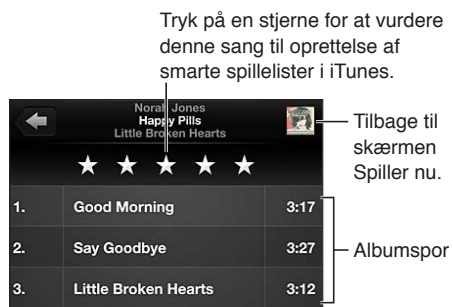 Tryk på en stjerne for at vurdere
denne sang til oprettelse af
smarte spillelister i iTunes.
Norah Jones
Happy Pills
Little Broken Hearts
Tilbage til
skærmen
Spiller nu.
1. Good Morning 3:17
2. Say Goodbye 3:27
3. Little Broken Hearts 3:12
Albumspor